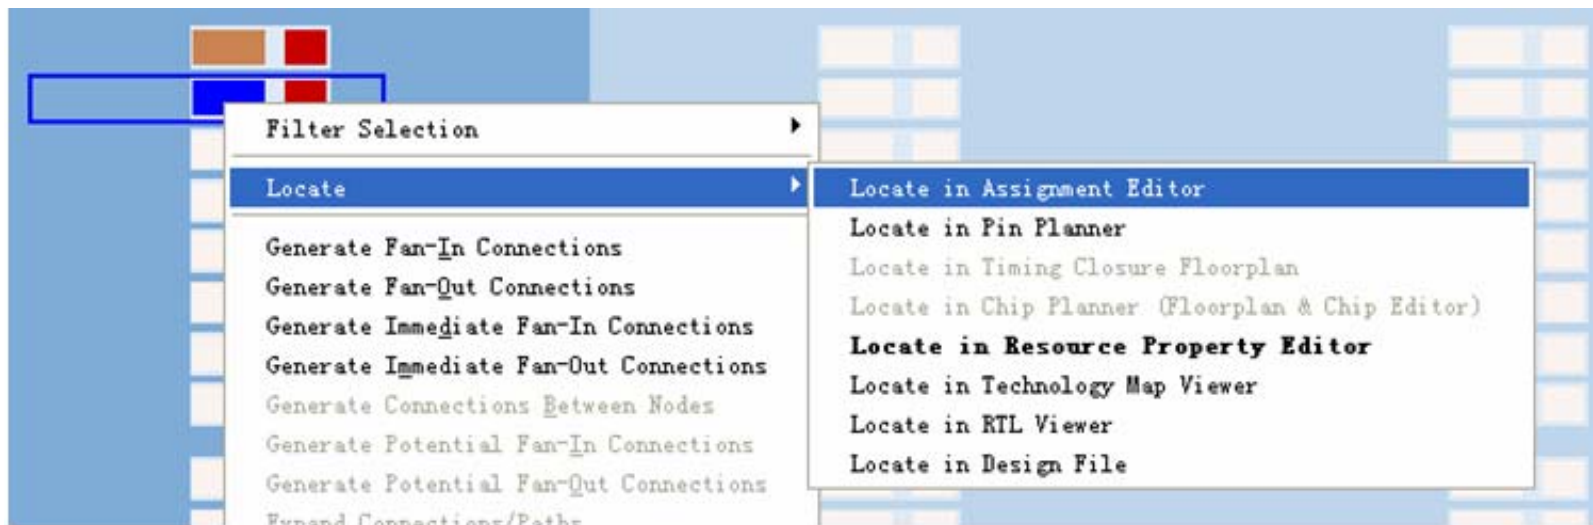 Filter Selection
Locate
Generate Fan-In Connections
Generate Fan-Out Connections
Generate Immediate Fan-In Connections
Generate Immediate Fan-Out Connections
Generate Connections Between Nodes
Generate Potential Fan-In Connections
Generate Potential Fan-Out Connections
Expand Connections/Paths
Locate in Assignment Editor
Locate in Pin Planner
Locate in Timing Closure Floorplan
Locate in Chip Planner (Floorplan & Chip Editor)
Locate in Resource Property Editor
Locate in Technology Map Viewer
Locate in RTL Viewer
Locate in Design File